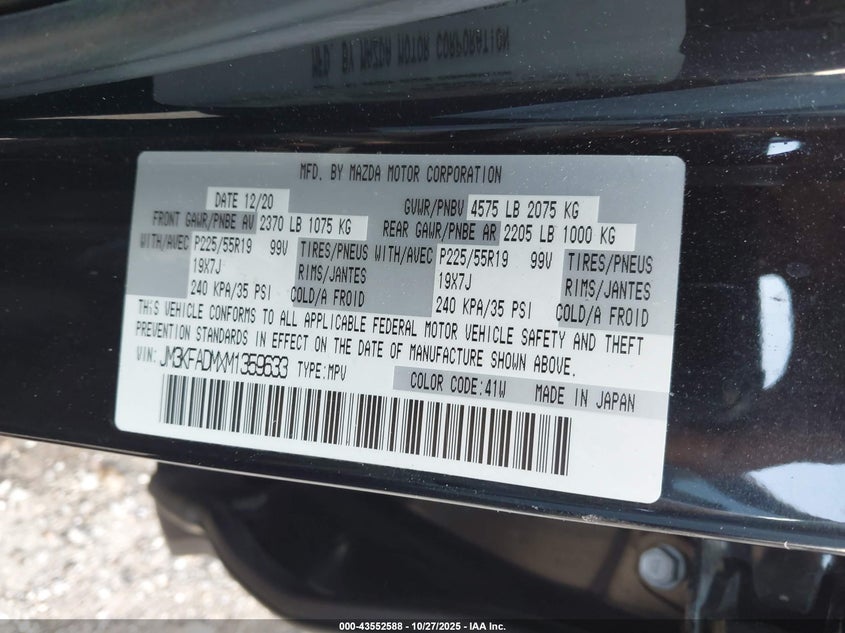 MFD. BY MAZDA MOTOR CORPORATION
MFD. BY MAZDA MOTOR CORPORATION
DATE 12/20 GVWR/PNBV 4575 LB 2075 KG
FRONT GAWR/PNBE AV 2370 LB 1075 KG REAR GAWR/PNBE AR 2205 LB 1000 KG
WITH/AVEC P225/55R19 99V TIRES/PNEUS WITH/AVEC P225/55R19 99V TIRES/PNEUS
19X7J RIMS/JANTES 19X7J RIMS/JANTES
240 KPA/35 PSI COLD/A FROID 240 KPA/35 PSI COLD/A FROID
THIS VEHICLE CONFORMS TO ALL APPLICABLE FEDERAL MOTOR VEHICLE SAFETY AND THEFT
PREVENTION STANDARDS IN EFFECT ON THE DATE OF MANUFACTURE SHOWN ABOVE.
VIN: JM3KFADMXM1359633 TYPE:MPV
COLOR CODE:41W MADE IN JAPAN
000-43552588 - 10/27/2025 - IAA Inc.